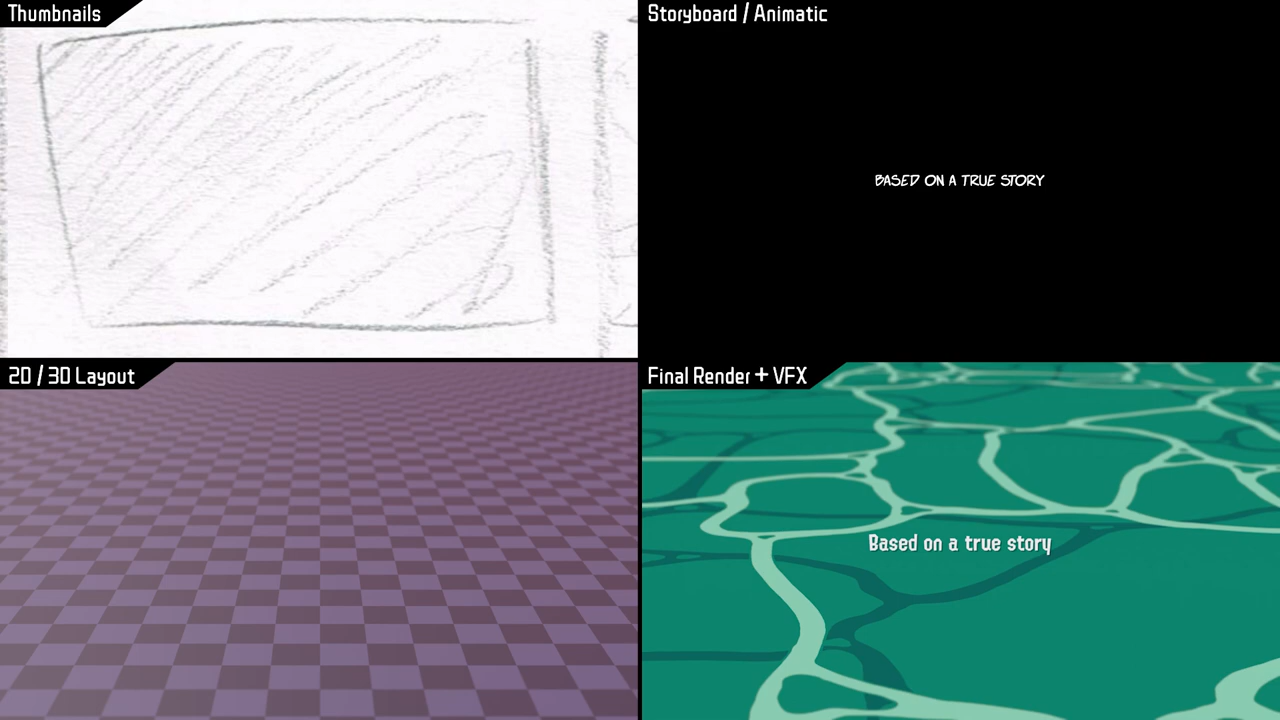 Thumbnails
Storyboard / Animatic
BASED ON A TRUE STORY
2D / 3D Layout
Final Render + VFX
Based on a true story